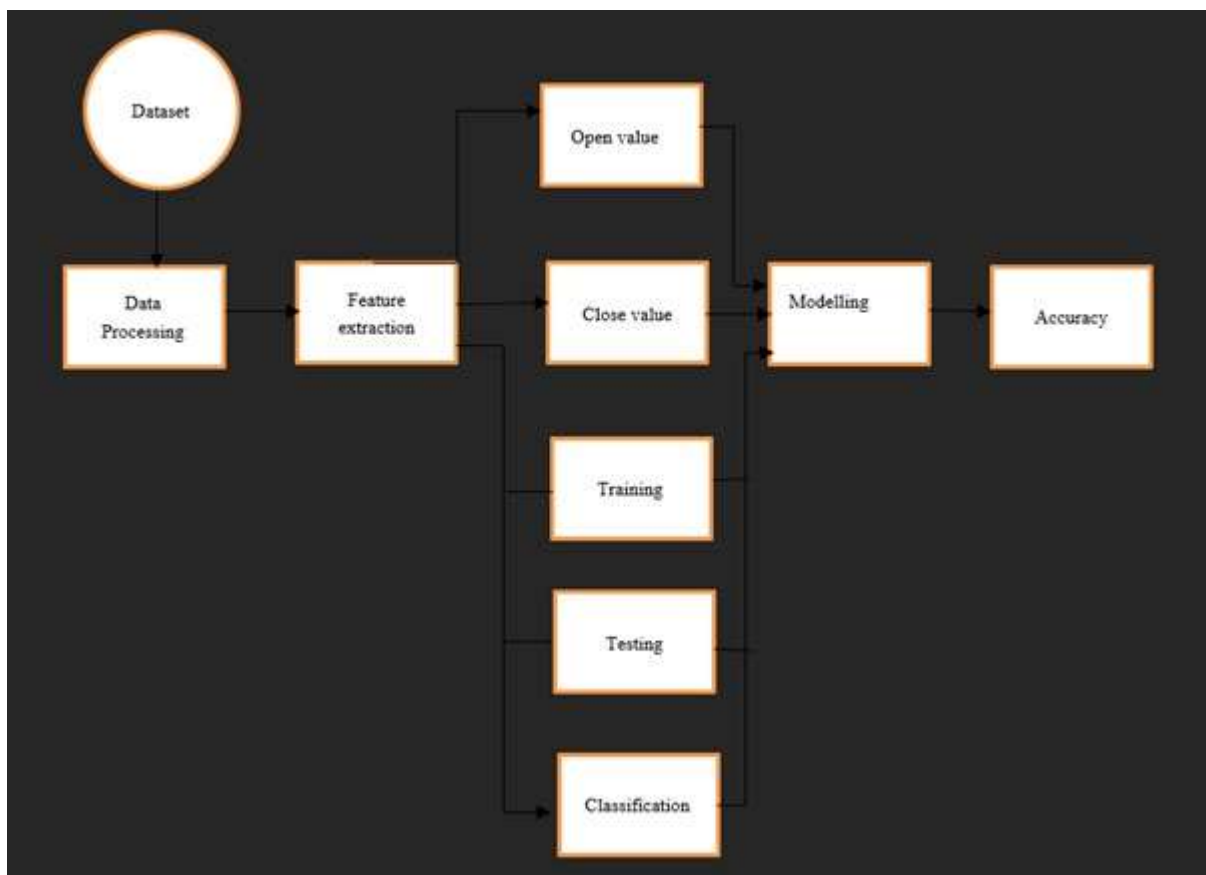 Dataset
Data
Processing
Feature
extraction
Open value
Close value
Training
Testing
Classification
Modelling
Accuracy